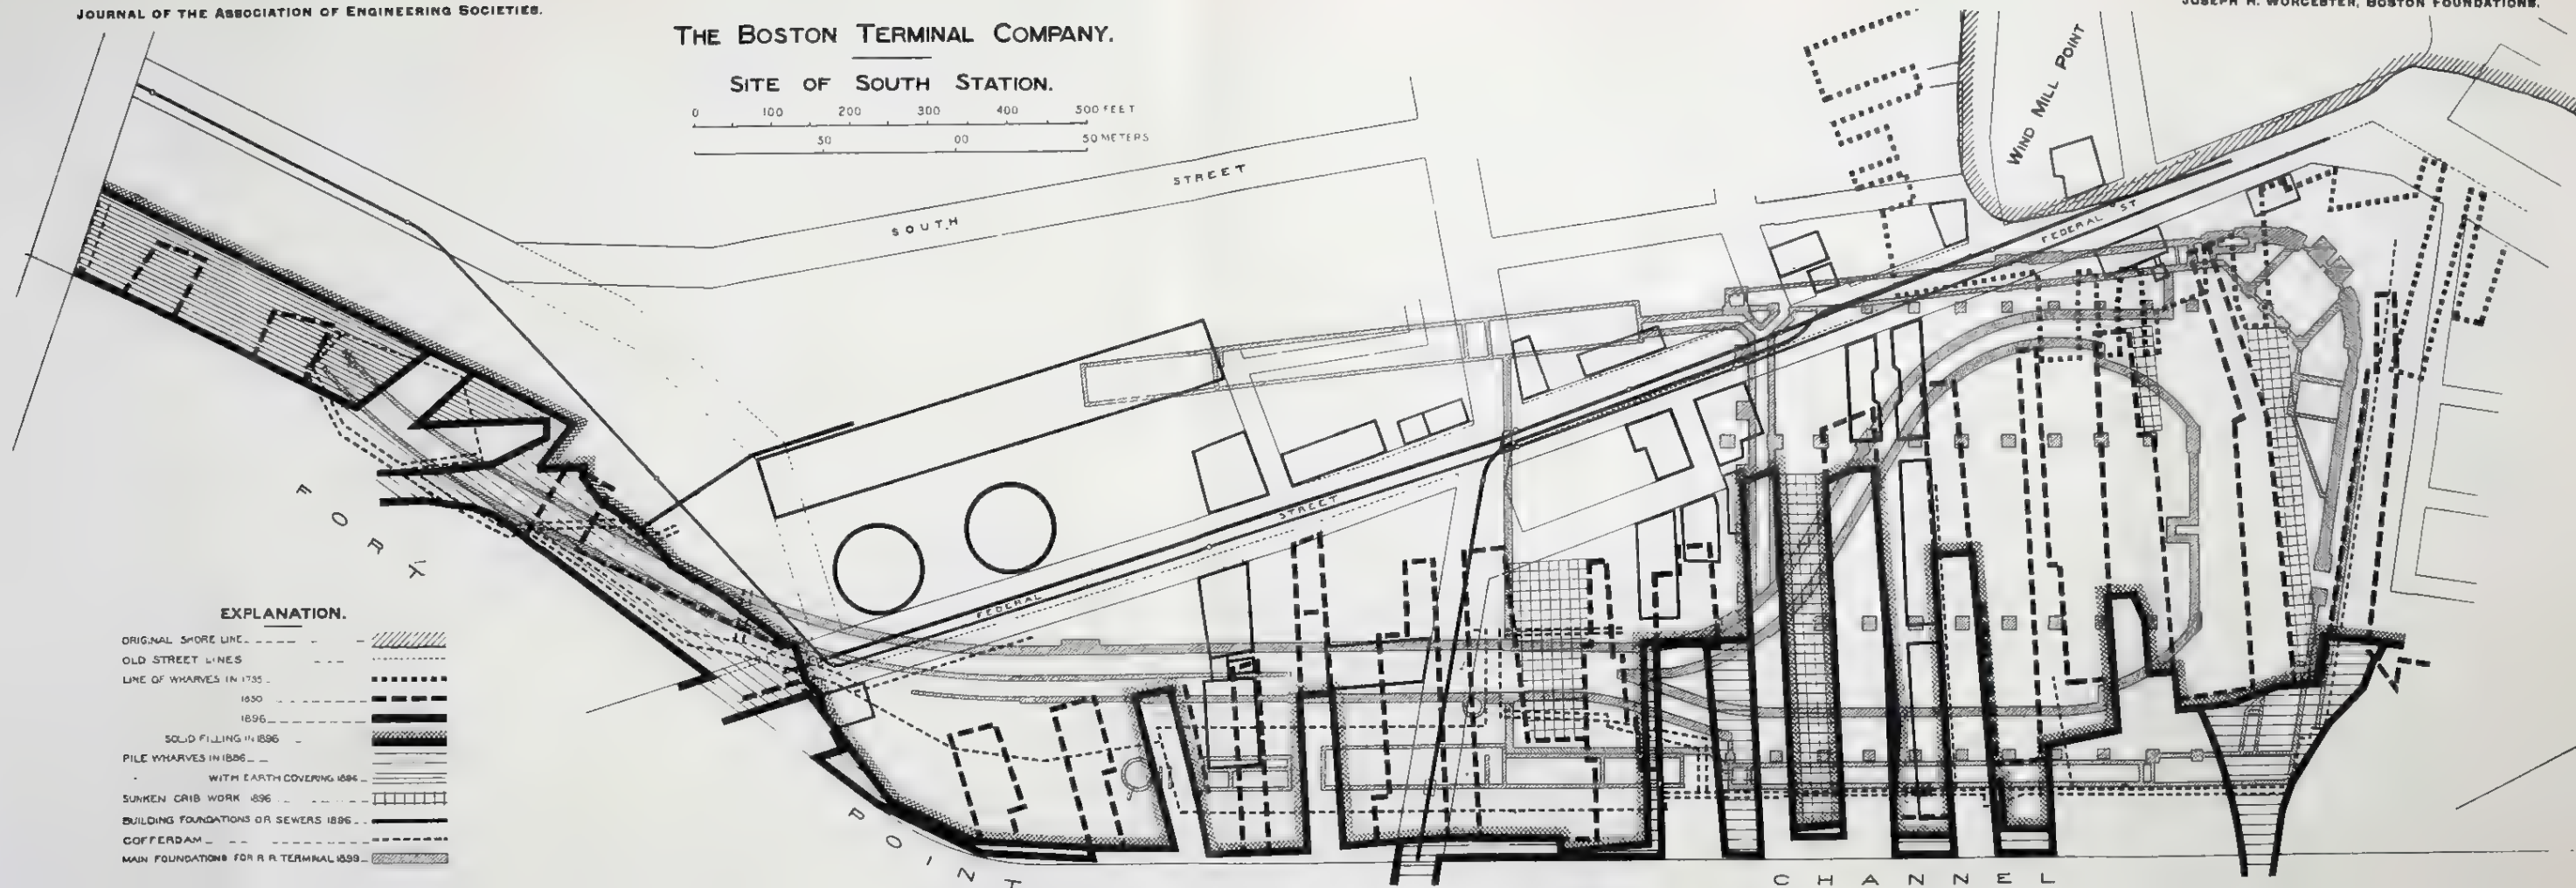 JOURNAL OF THE ASSOCIATION OF ENGINEERING SOCIETIES.
JOSEPH R. WORCESTER, BOSTON FOUNDATIONS.
THE BOSTON TERMINAL COMPANY.
SITE OF SOUTH STATION.
0 100 200 300 400 500 FEET
50 00 50 METERS
WIND MILL POINT
SOUTH STREET
FEDERAL ST
FEDERAL STREET
FORT
POINT
CHANNEL
EXPLANATION.
ORIGINAL SHORE LINE
OLD STREET LINES
LINE OF WHARVES IN 1795
1850
1896
SOLID FILLING IN 1896
PILE WHARVES IN 1896
" WITH EARTH COVERING 1896
SUNKEN CRIB WORK 1896
BUILDING FOUNDATIONS OR SEWERS 1896
COFFERDAM
MAIN FOUNDATIONS FOR R R TERMINAL 1899